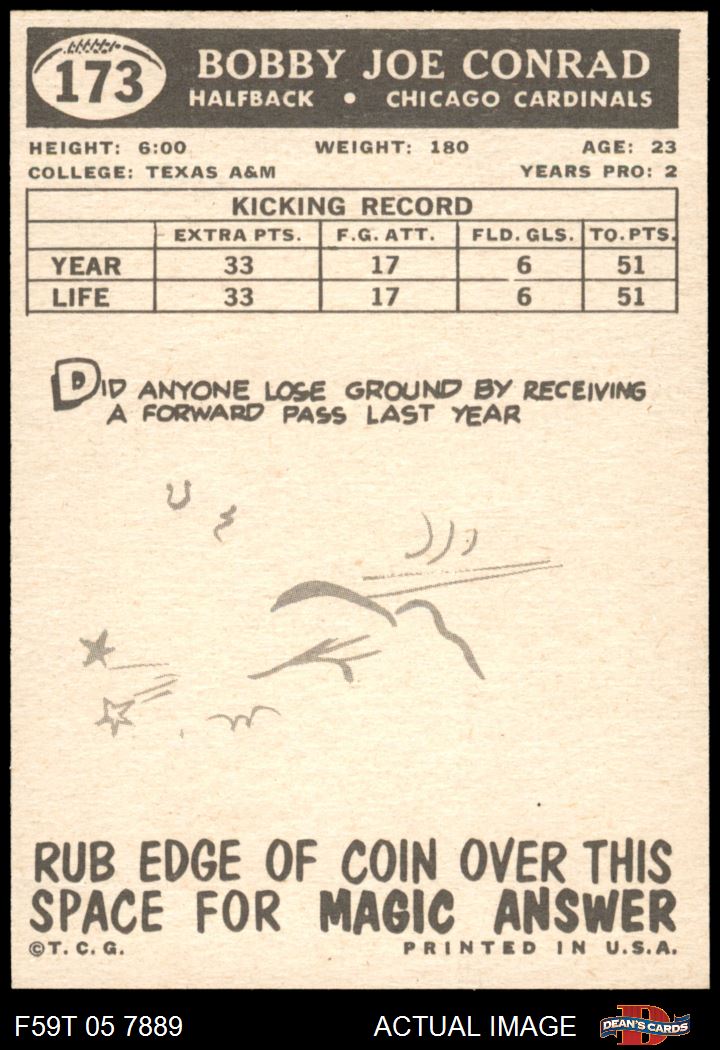 173
BOBBY JOE CONRAD
HALFBACK • CHICAGO CARDINALS
HEIGHT: 6:00 WEIGHT: 180 AGE: 23
COLLEGE: TEXAS A&M YEARS PRO: 2
KICKING RECORD
EXTRA PTS. F.G. ATT. FLD. GLS. TO. PTS.
YEAR 33 17 6 51
LIFE 33 17 6 51
DID ANYONE LOSE GROUND BY RECEIVING
A FORWARD PASS LAST YEAR
RUB EDGE OF COIN OVER THIS
SPACE FOR MAGIC ANSWER
©T. C. G. PRINTED IN U.S.A.
F59T 05 7889 ACTUAL IMAGE D DEAN'S CARDS